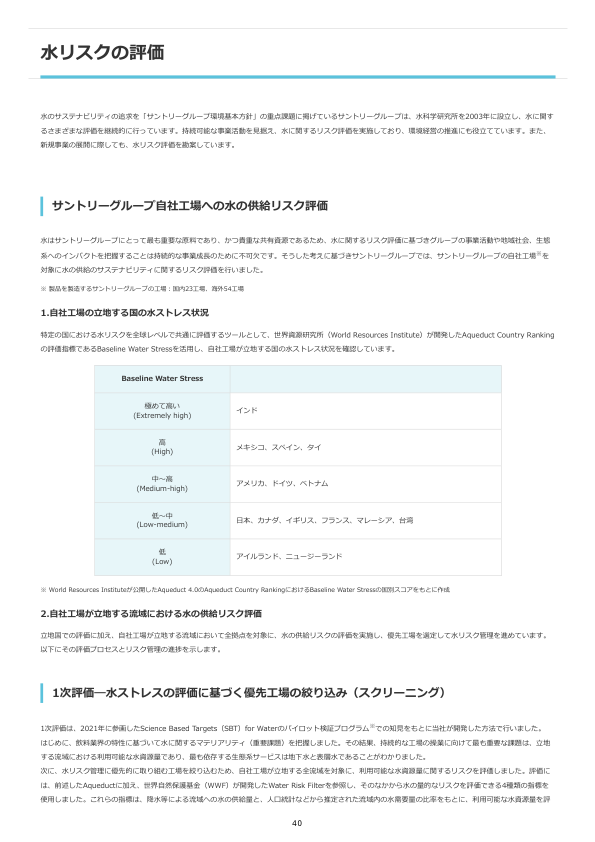 水リスクの評価
水のサステナビリティの追求を「サントリーグループ環境基本方針」の重点課題に掲げているサントリーグループは、水科学研究所を2003年に設立し、水に関す
るさまざまな評価を継続的に行っています。持続可能な事業活動を見据え、水に関するリスク評価を実施しており、環境経営の推進にも役立てています。また、
新規事業の展開に際しても、水リスク評価を勘案しています。
サントリーグループ自社工場への水の供給リスク評価
水はサントリーグループにとって最も重要な原料であり、かつ貴重な共有資源であるため、水に関するリスク評価に基づきグループの事業活動や地域社会、生態
系へのインパクトを把握することは持続的な事業成長のために不可欠です。そうした考えに基づきサントリーグループでは、サントリーグループの自社工場※を
対象に水の供給のサステナビリティに関するリスク評価を行いました。
※ 製品を製造するサントリーグループの工場：国内23工場、海外54工場
1.自社工場の立地する国の水ストレス状況
特定の国における水リスクを全球レベルで共通に評価するツールとして、世界資源研究所（World Resources Institute）が開発したAqueduct Country Ranking
の評価指標であるBaseline Water Stressを活用し、自社工場が立地する国の水ストレス状況を確認しています。
Baseline Water Stress
極めて高い
(Extremely high)
インド
高
(High)
メキシコ、スペイン、タイ
中～高
(Medium-high)
アメリカ、ドイツ、ベトナム
低～中
(Low-medium)
日本、カナダ、イギリス、フランス、マレーシア、台湾
低
(Low)
アイルランド、ニュージーランド
※ World Resources Instituteが公開したAqueduct 4.0のAqueduct Country RankingにおけるBaseline Water Stressの国別スコアをもとに作成
2.自社工場が立地する流域における水の供給リスク評価
立地国での評価に加え、自社工場が立地する流域において全拠点を対象に、水の供給リスクの評価を実施し、優先工場を選定して水リスク管理を進めています。
以下にその評価プロセスとリスク管理の進捗を示します。
1次評価―水ストレスの評価に基づく優先工場の絞り込み（スクリーニング）
1次評価は、2021年に参画したScience Based Targets（SBT）for Waterのパイロット検証プログラム※での知見をもとに当社が開発した方法で行いました。
はじめに、飲料業界の特性に基づいて水に関するマテリアリティ（重要課題）を把握しました。その結果、持続的な工場の操業に向けて最も重要な課題は、立地
する流域における利用可能な水資源量であり、最も依存する生態系サービスは地下水と表層水であることがわかりました。
次に、水リスク管理に優先的に取り組む工場を絞り込むため、自社工場が立地する全流域を対象に、利用可能な水資源量に関するリスクを評価しました。評価に
は、前述したAqueductに加え、世界自然保護基金（WWF）が開発したWater Risk Filterを参照し、そのなかから水の量的なリスクを評価できる4種類の指標を
使用しました。これらの指標は、降水等による流域への水の供給量と、人口統計などから推定された流域内の水需要量の比率をもとに、利用可能な水資源量を評
40